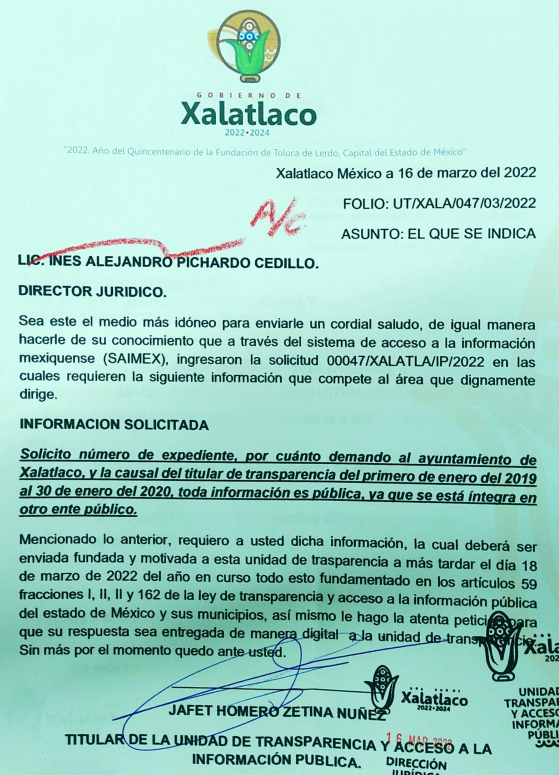 GOBIERNO DE
Xalatlaco
2022•2024
"2022. Año del Quincentenario de la Fundación de Toluca de Lerdo, Capital del Estado de México"
Xalatlaco México a 16 de marzo del 2022
A/C
FOLIO: UT/XALA/047/03/2022
ASUNTO: EL QUE SE INDICA
LIC. INES ALEJANDRO PICHARDO CEDILLO.
DIRECTOR JURIDICO.
Sea este el medio más idóneo para enviarle un cordial saludo, de igual manera
hacerle de su conocimiento que a través del sistema de acceso a la información
mexiquense (SAIMEX), ingresaron la solicitud 00047/XALATLA/IP/2022 en las
cuales requieren la siguiente información que compete al área que dignamente
dirige.
INFORMACION SOLICITADA
Solicito número de expediente, por cuánto demando al ayuntamiento de
Xalatlaco, y la causal del titular de transparencia del primero de enero del 2019
al 30 de enero del 2020, toda información es pública, ya que se está íntegra en
otro ente público.
Mencionado lo anterior, requiero a usted dicha información, la cual deberá ser
enviada fundada y motivada a esta unidad de trasparencia a más tardar el día 18
de marzo de 2022 del año en curso todo esto fundamentado en los artículos 59
fracciones I, II, II y 162 de la ley de transparencia y acceso a la información pública
del estado de México y sus municipios, así mismo le hago la atenta petición para
que su respuesta sea entregada de manera digital a la unidad de transparencia.
Sin más por el momento quedo ante usted.
Xalatlaco
2022•2024
JAFET HOMERO ZETINA NUÑEZ
TITULAR DE LA UNIDAD DE TRANSPARENCIA Y ACCESO A LA
INFORMACIÓN PUBLICA.
16 MAR 2022
DIRECCIÓN
JURÍDICA
Xalatl
202
UNIDAD
TRANSPAR
Y ACCESO
INFORMA
PÚBLI